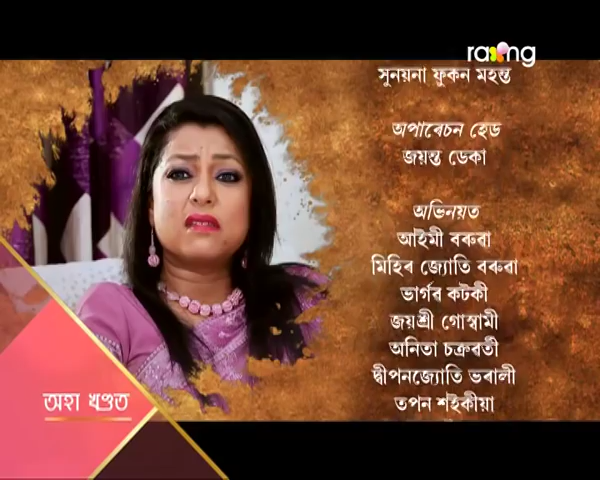 rang
সুনয়না ফুকন মহন্ত
অপাৰেচন হেড
জয়ন্ত ডেকা
অভিনয়ত
আইমী বৰুৱা
মিহিৰ জ্যোতি বৰুৱা
ভাৰ্গৱ কটকী
জয়শ্ৰী গোস্বামী
অনিতা চক্ৰৱৰ্তী
দ্বীপনজ্যোতি ভৰালী
তপন শইকীয়া
অহা খণ্ডত